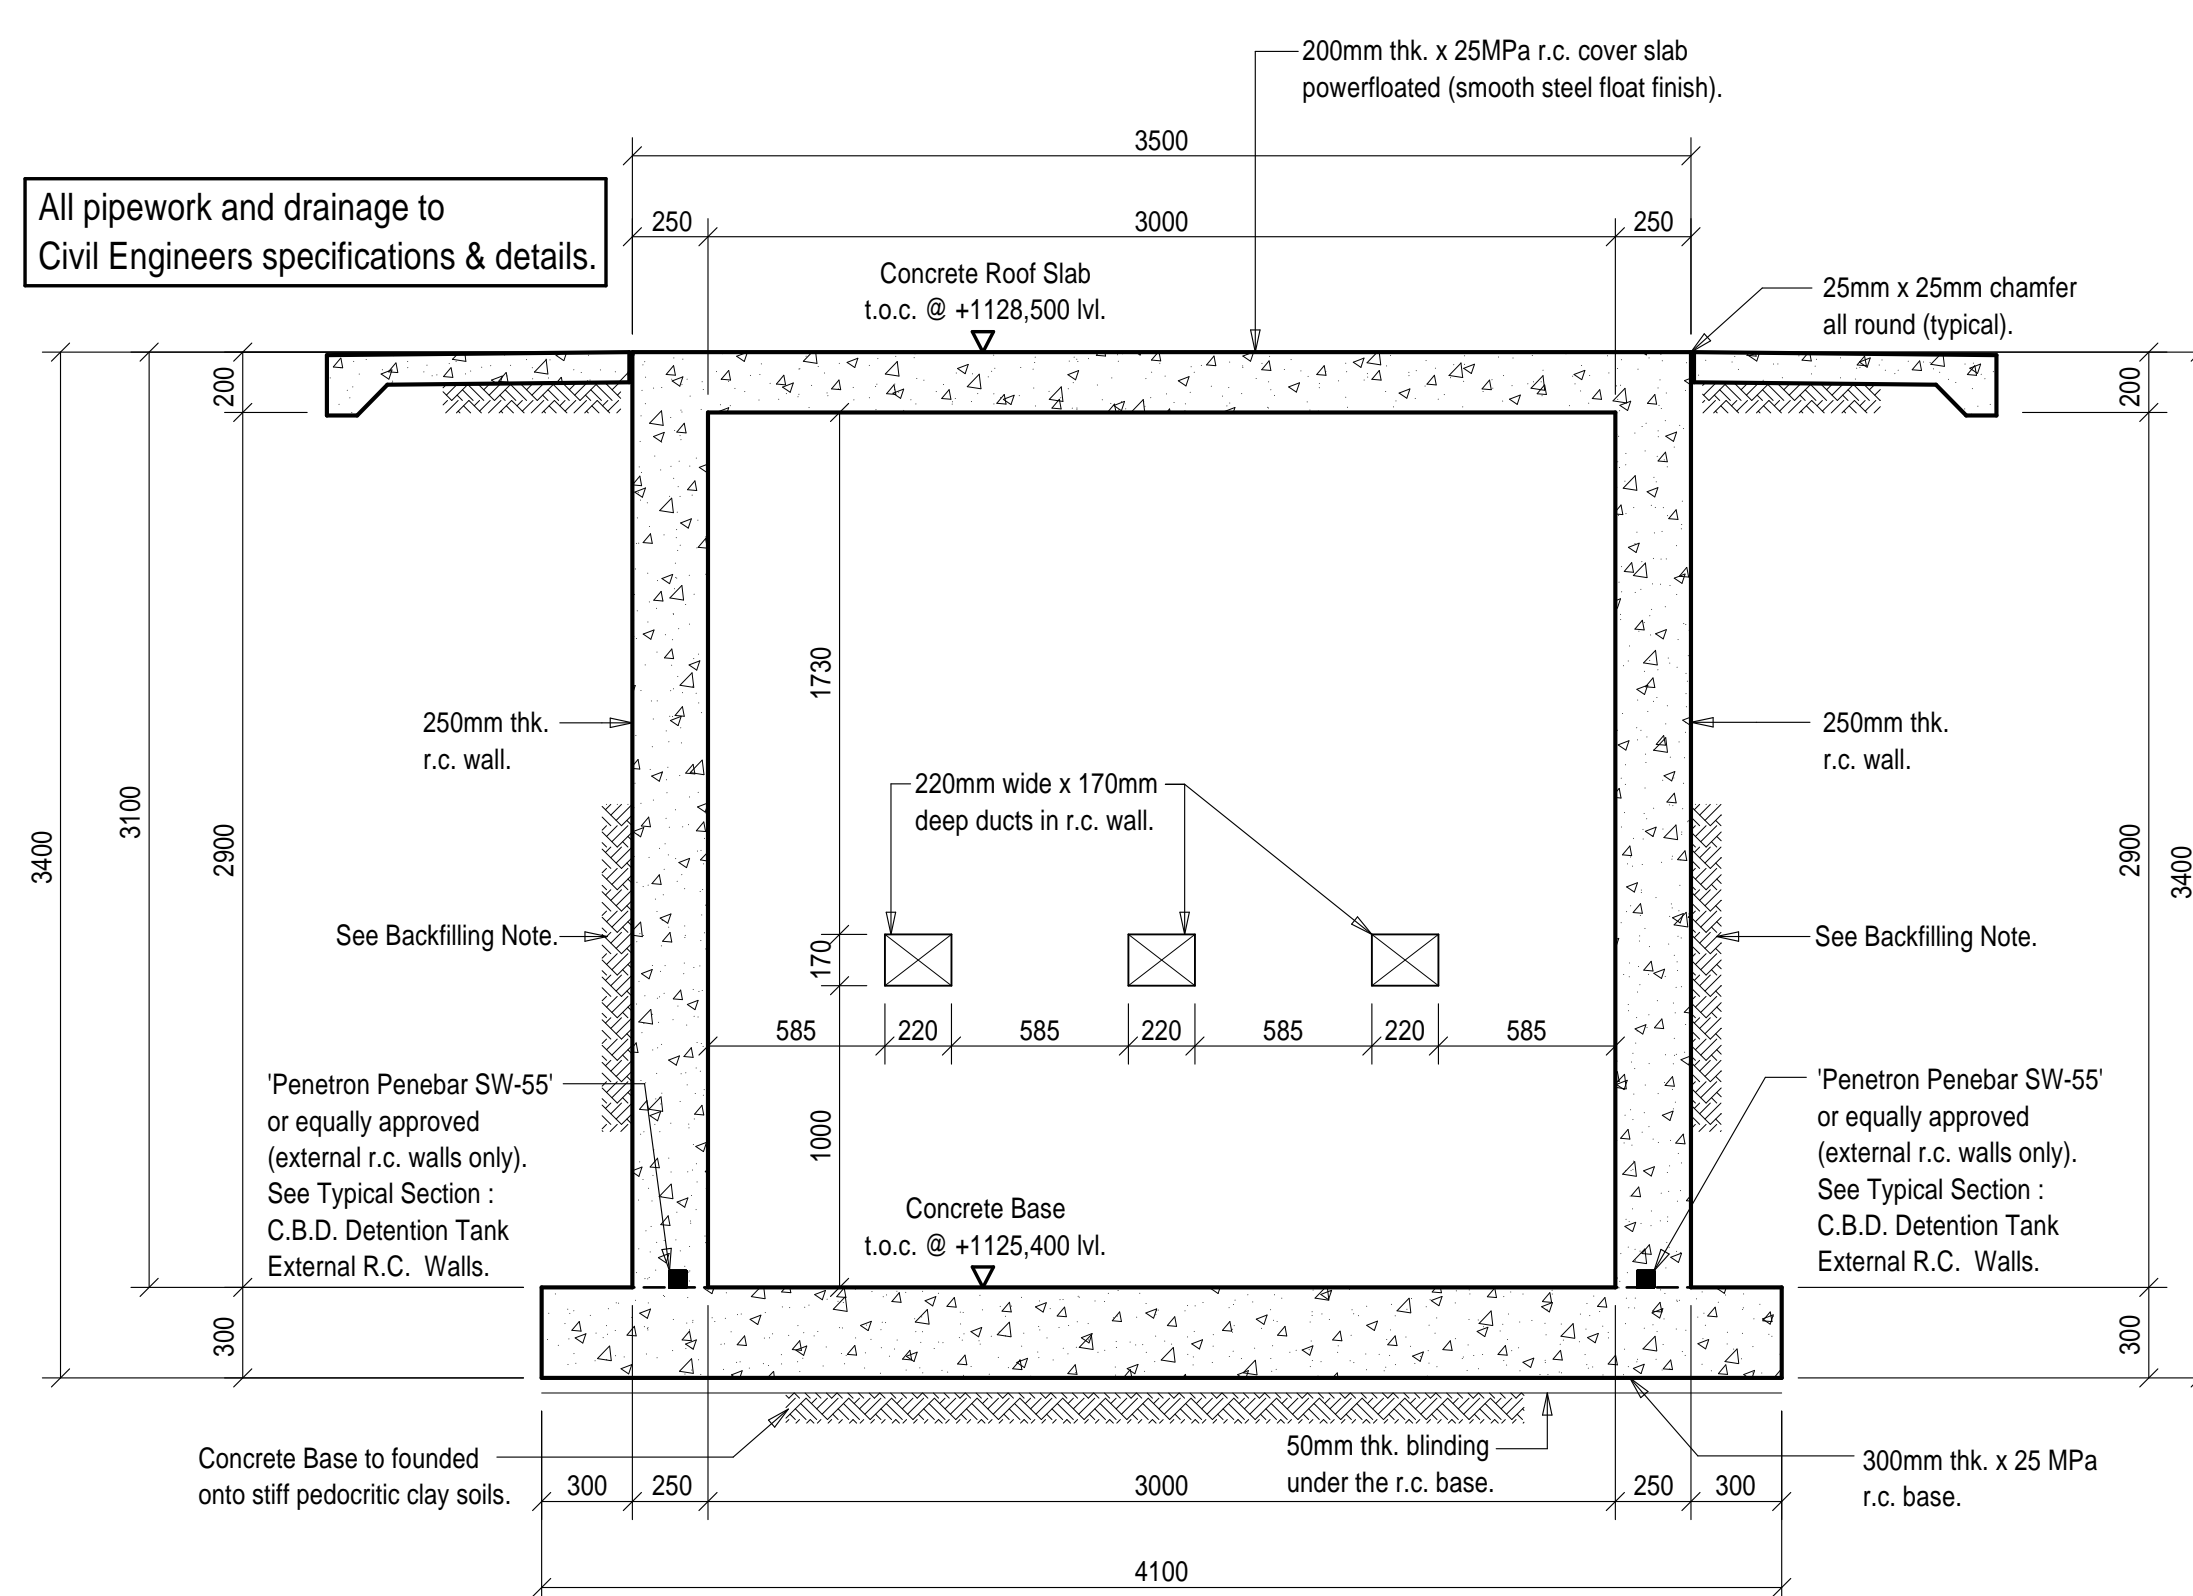 200mm thk. x 25MPa r.c. cover slab
powerfloated (smooth steel float finish).
3500
All pipework and drainage to
Civil Engineers specifications & details.
250
3000
250
Concrete Roof Slab
t.o.c. @ +1128,500 lvl.
25mm x 25mm chamfer
all round (typical).
200
200
1730
250mm thk.
r.c. wall.
250mm thk.
r.c. wall.
220mm wide x 170mm
deep ducts in r.c. wall.
3400
3100
2900
2900
3400
See Backfilling Note.
170
See Backfilling Note.
585
220
585
220
585
220
585
'Penetron Penebar SW-55'
or equally approved
(external r.c. walls only).
See Typical Section :
C.B.D. Detention Tank
External R.C. Walls.
1000
'Penetron Penebar SW-55'
or equally approved
(external r.c. walls only).
See Typical Section :
C.B.D. Detention Tank
External R.C. Walls.
Concrete Base
t.o.c. @ +1125,400 lvl.
300
300
Concrete Base to founded
onto stiff pedocritic clay soils.
50mm thk. blinding
under the r.c. base.
300mm thk. x 25 MPa
r.c. base.
300
250
3000
250
300
4100